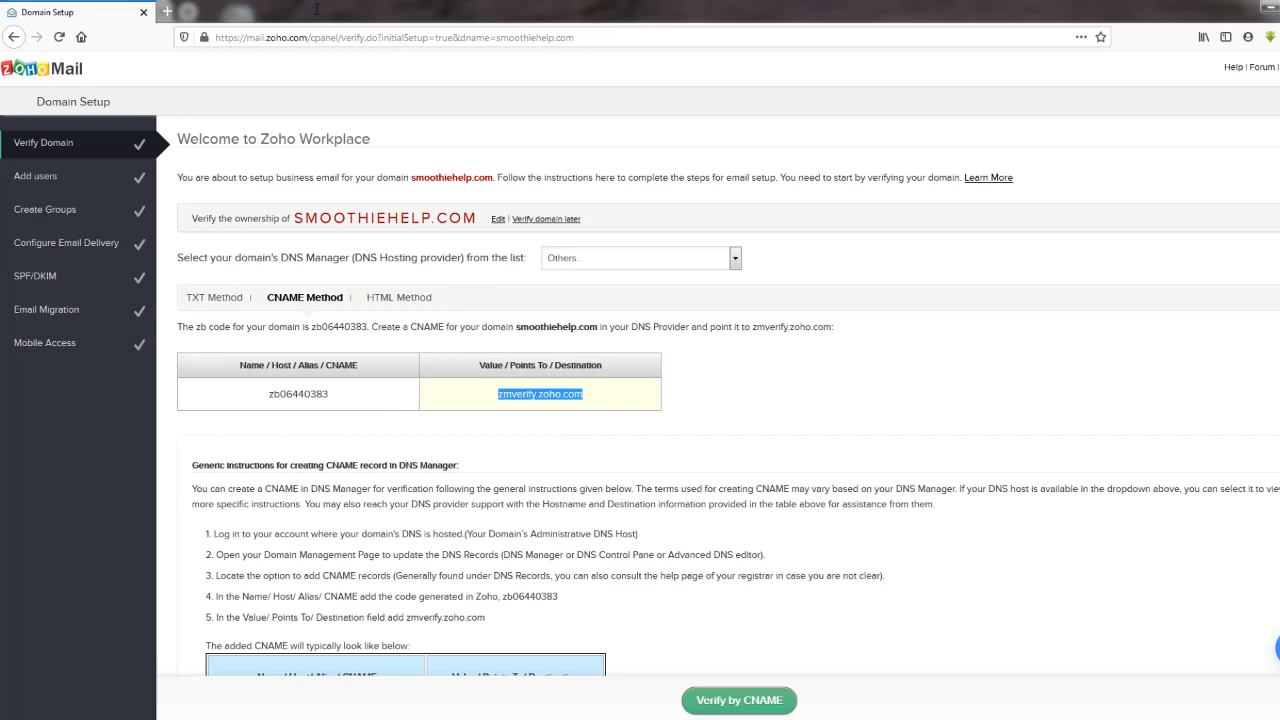 Domain Setup
https://mail.zoho.com/cpanel/verify.do?initialSetup=true&dname=smoothiehelp.com
ZOHO Mail
Help | Forum |
Domain Setup
Verify Domain
Add users
Create Groups
Configure Email Delivery
SPF/DKIM
Email Migration
Mobile Access
Welcome to Zoho Workplace
You are about to setup business email for your domain smoothiehelp.com. Follow the instructions here to complete the steps for email setup. You need to start by verifying your domain. Learn More
Verify the ownership of SMOOTHIEHELP.COM Edit | Verify domain later
Select your domain's DNS Manager (DNS Hosting provider) from the list: Others..
TXT Method | CNAME Method | HTML Method
The zb code for your domain is zb06440383. Create a CNAME for your domain smoothiehelp.com in your DNS Provider and point it to zmverify.zoho.com:
Name / Host / Alias / CNAME Value / Points To / Destination
zb06440383 zmverify.zoho.com
Generic instructions for creating CNAME record in DNS Manager:
You can create a CNAME in DNS Manager for verification following the general instructions given below. The terms used for creating CNAME may vary based on your DNS Manager. If your DNS host is available in the dropdown above, you can select it to vie
more specific instructions. You may also reach your DNS provider support with the Hostname and Destination information provided in the table above for assistance from them.
1. Log in to your account where your domain's DNS is hosted.(Your Domain's Administrative DNS Host)
2. Open your Domain Management Page to update the DNS Records (DNS Manager or DNS Control Pane or Advanced DNS editor).
3. Locate the option to add CNAME records (Generally found under DNS Records, you can also consult the help page of your registrar in case you are not clear).
4. In the Name/ Host/ Alias/ CNAME add the code generated in Zoho, zb06440383
5. In the Value/ Points To/ Destination field add zmverify.zoho.com
The added CNAME will typically look like below:
Verify by CNAME